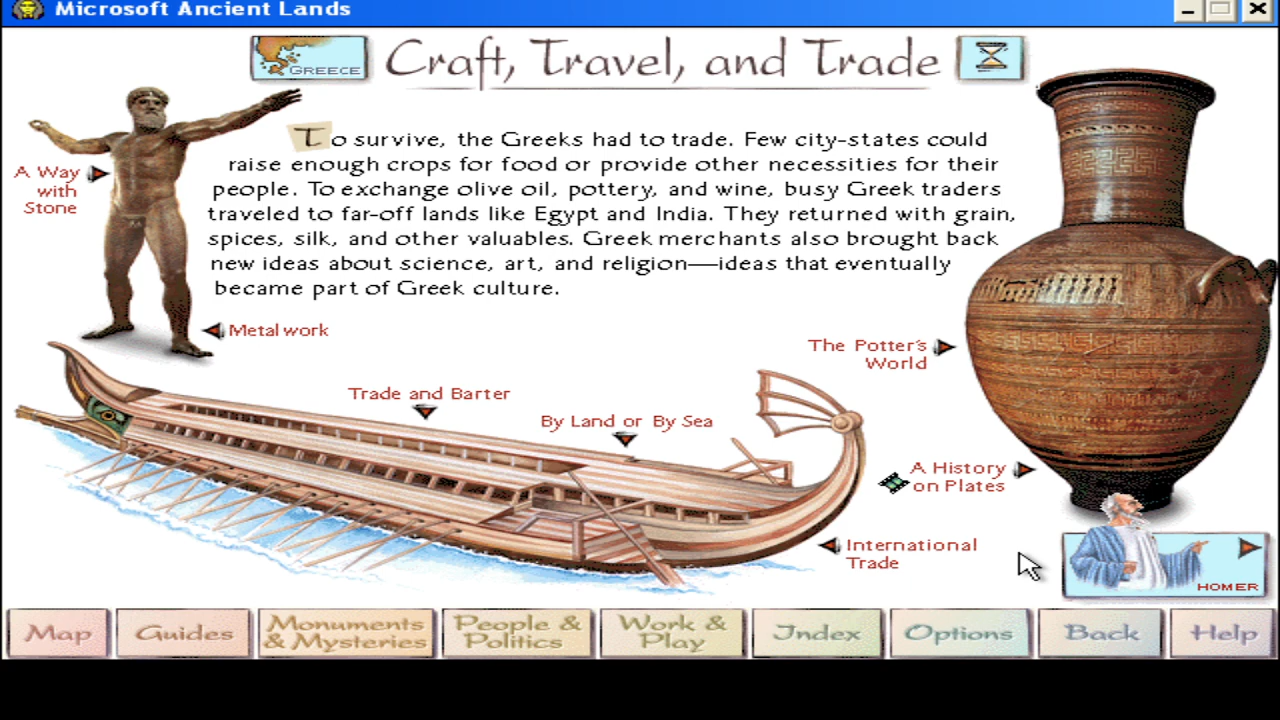 Microsoft Ancient Lands
GREECE
Craft, Travel, and Trade
To survive, the Greeks had to trade. Few city-states could
raise enough crops for food or provide other necessities for their
people. To exchange olive oil, pottery, and wine, busy Greek traders
traveled to far-off lands like Egypt and India. They returned with grain,
spices, silk, and other valuables. Greek merchants also brought back
new ideas about science, art, and religion—ideas that eventually
became part of Greek culture.
A Way
with
Stone
Metalwork
The Potter's
World
Trade and Barter
By Land or By Sea
A History
on Plates
International
Trade
HOMER
Map
Guides
Monuments
& Mysteries
People &
Politics
Work &
Play
Index
Options
Back
Help